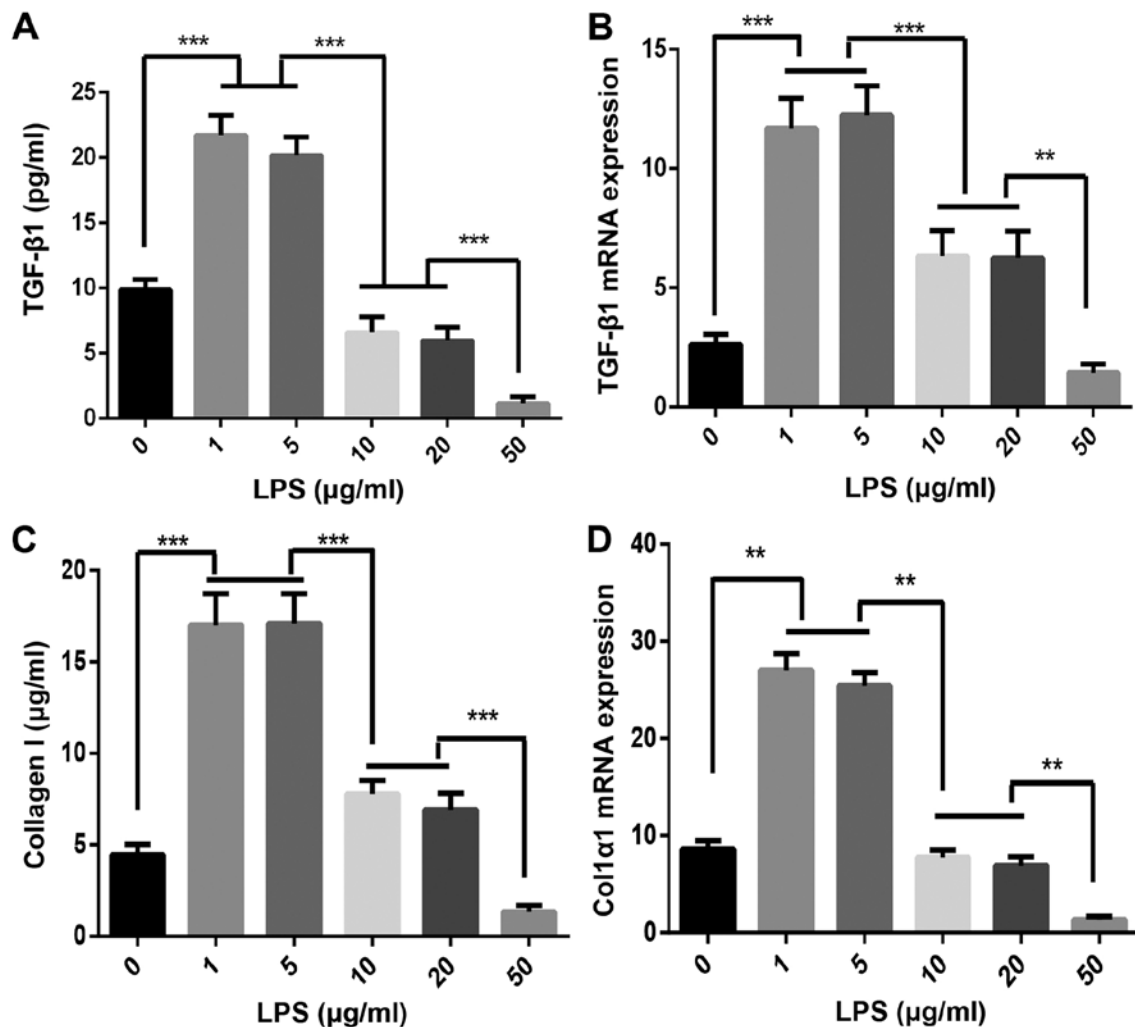 A
TGF-β1 (pg/ml)
25
20
15
10
5
0
***
***
***
0 1 5 10 20 50
LPS (μg/ml)
B
TGF-β1 mRNA expression
15
10
5
0
***
***
**
0 1 5 10 20 50
LPS (μg/ml)
C
Collagen I (μg/ml)
20
15
10
5
0
***
***
***
0 1 5 10 20 50
LPS (μg/ml)
D
Col1α1 mRNA expression
40
30
20
10
0
**
**
**
0 1 5 10 20 50
LPS (μg/ml)